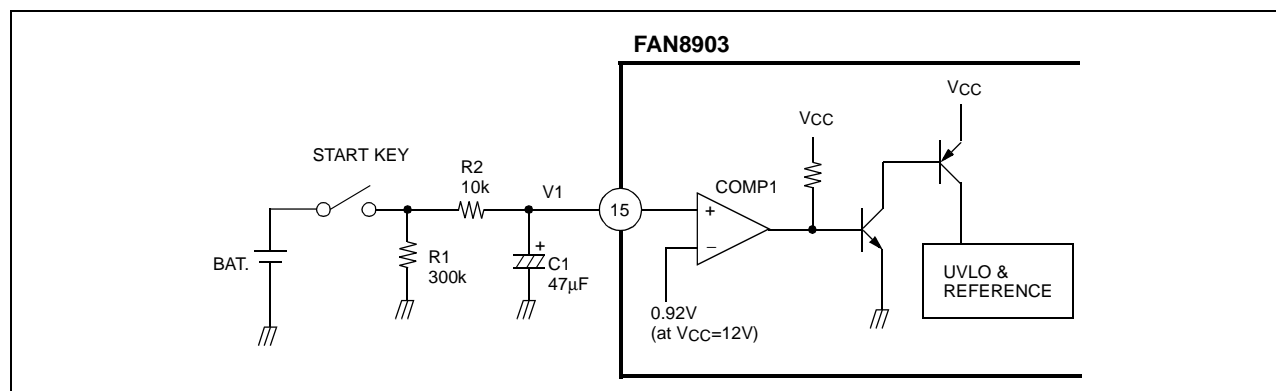 FAN8903
VCC
VCC
START KEY
R2
10k
V1
15
COMP1
+
−
+
BAT.
R1
300k
C1
47μF
0.92V
(at VCC=12V)
UVLO &
REFERENCE